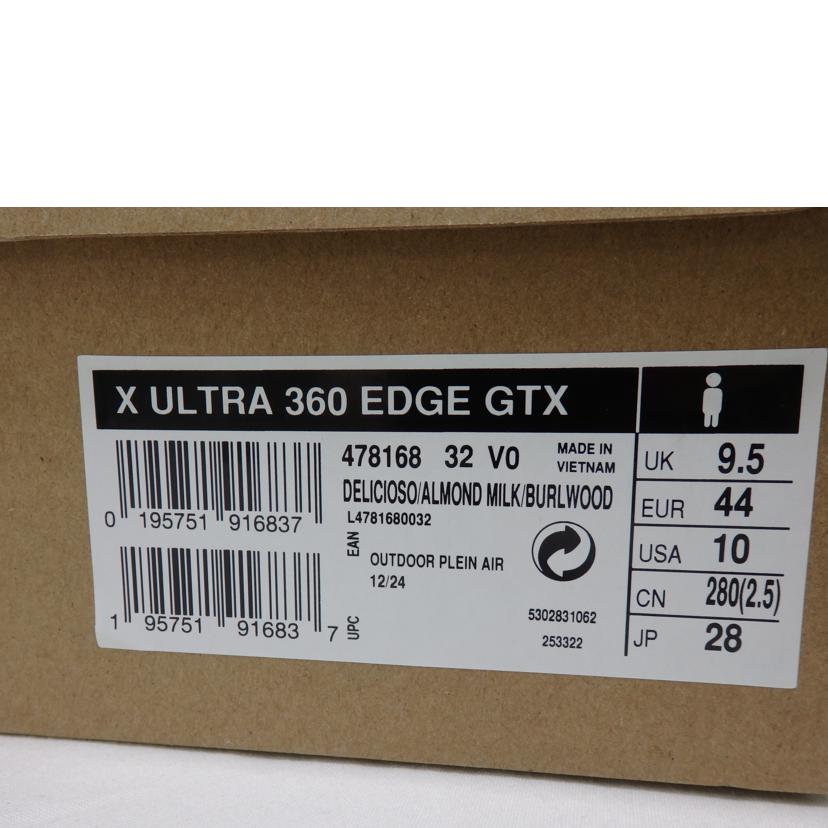 X ULTRA 360 EDGE GTX
478168 32 V0
MADE IN
VIETNAM
DELICIOSO/ALMOND MILK/BURLWOOD
L4781680032
0 195751 916837
EAN
OUTDOOR PLEIN AIR
12/24
1 95751 91683 7
UPC
5302831062
253322
UK 9.5
EUR 44
USA 10
CN 280(2.5)
JP 28